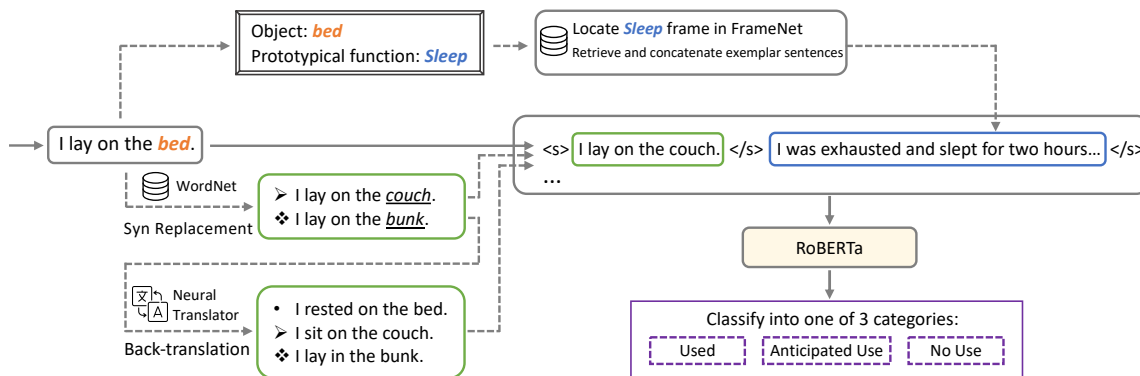 Object: bed
Prototypical function: Sleep
Locate Sleep frame in FrameNet
Retrieve and concatenate exemplar sentences
I lay on the bed.
<s> I lay on the couch. </s> I was exhausted and slept for two hours... </s>
...
WordNet
Syn Replacement
➢ I lay on the couch.
❖ I lay on the bunk.
RoBERTa
文 A
Neural
Translator
Back-translation
• I rested on the bed.
➢ I sit on the couch.
❖ I lay in the bunk.
Classify into one of 3 categories:
Used Anticipated Use No Use